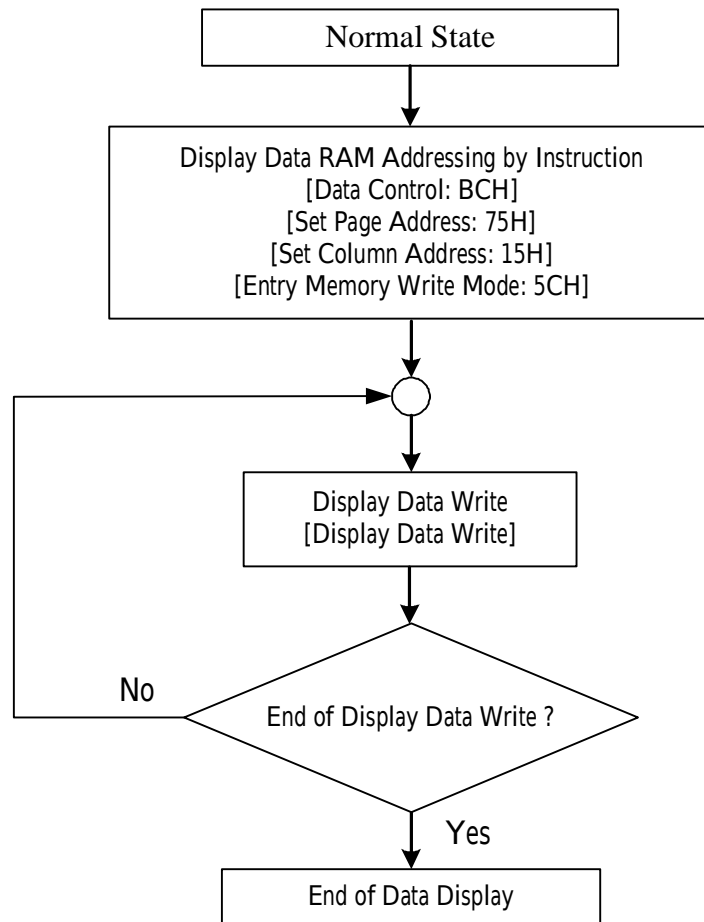 Normal State
Display Data RAM Addressing by Instruction
[Data Control: BCH]
[Set Page Address: 75H]
[Set Column Address: 15H]
[Entry Memory Write Mode: 5CH]
Display Data Write
[Display Data Write]
No
End of Display Data Write ?
Yes
End of Data Display